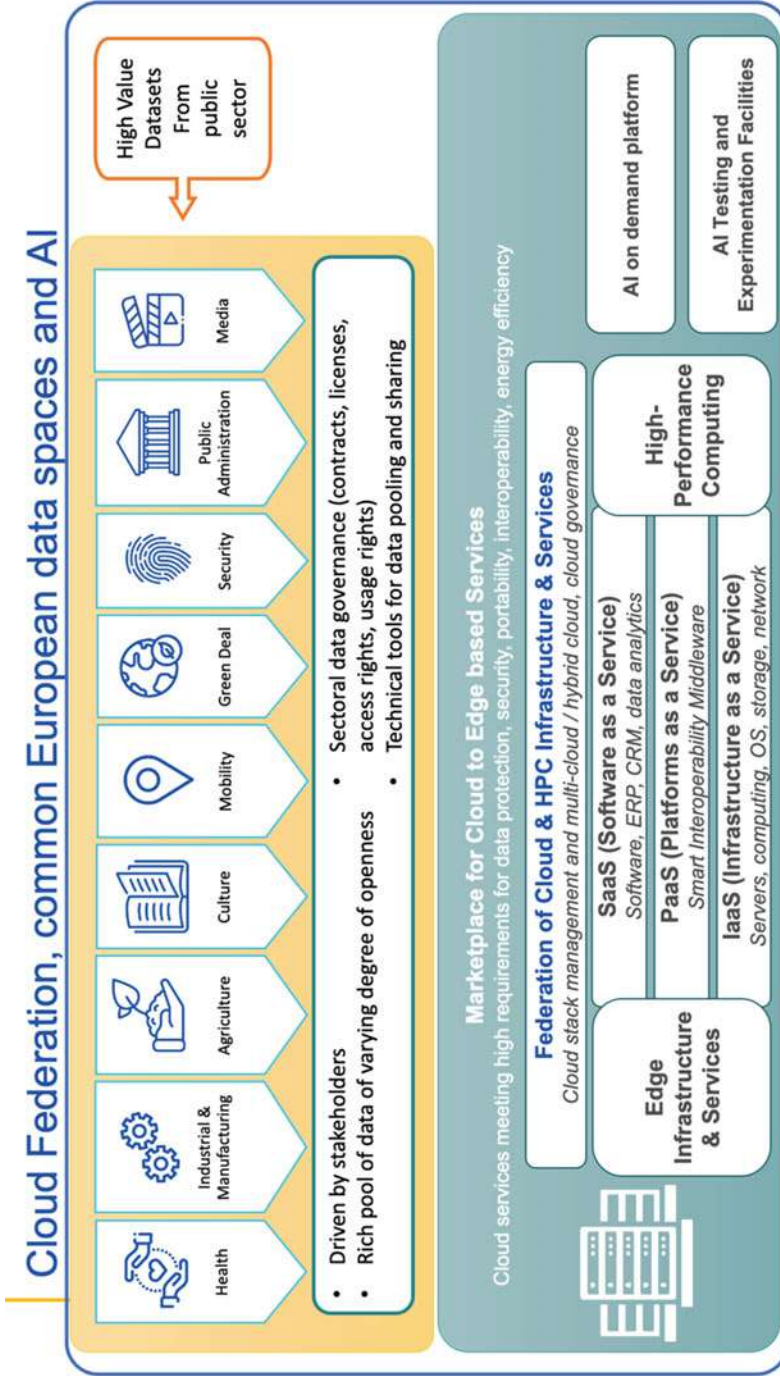 Cloud Federation, common European data spaces and AI
High Value
Datasets
From
public
sector
Health
Industrial &
Manufacturing
Agriculture
Culture
Mobility
Green Deal
Security
Public
Administration
Media
• Driven by stakeholders
• Rich pool of data of varying degree of openness
• Sectoral data governance (contracts, licenses,
access rights, usage rights)
• Technical tools for data pooling and sharing
Marketplace for Cloud to Edge based Services
Cloud services meeting high requirements for data protection, security, portability, interoperability, energy efficiency
Federation of Cloud & HPC Infrastructure & Services
Cloud stack management and multi-cloud / hybrid cloud, cloud governance
Edge
Infrastructure
& Services
SaaS (Software as a Service)
Software, ERP, CRM, data analytics
PaaS (Platforms as a Service)
Smart Interoperability Middleware
IaaS (Infrastructure as a Service)
Servers, computing, OS, storage, network
High-
Performance
Computing
AI on demand platform
AI Testing and
Experimentation Facilities